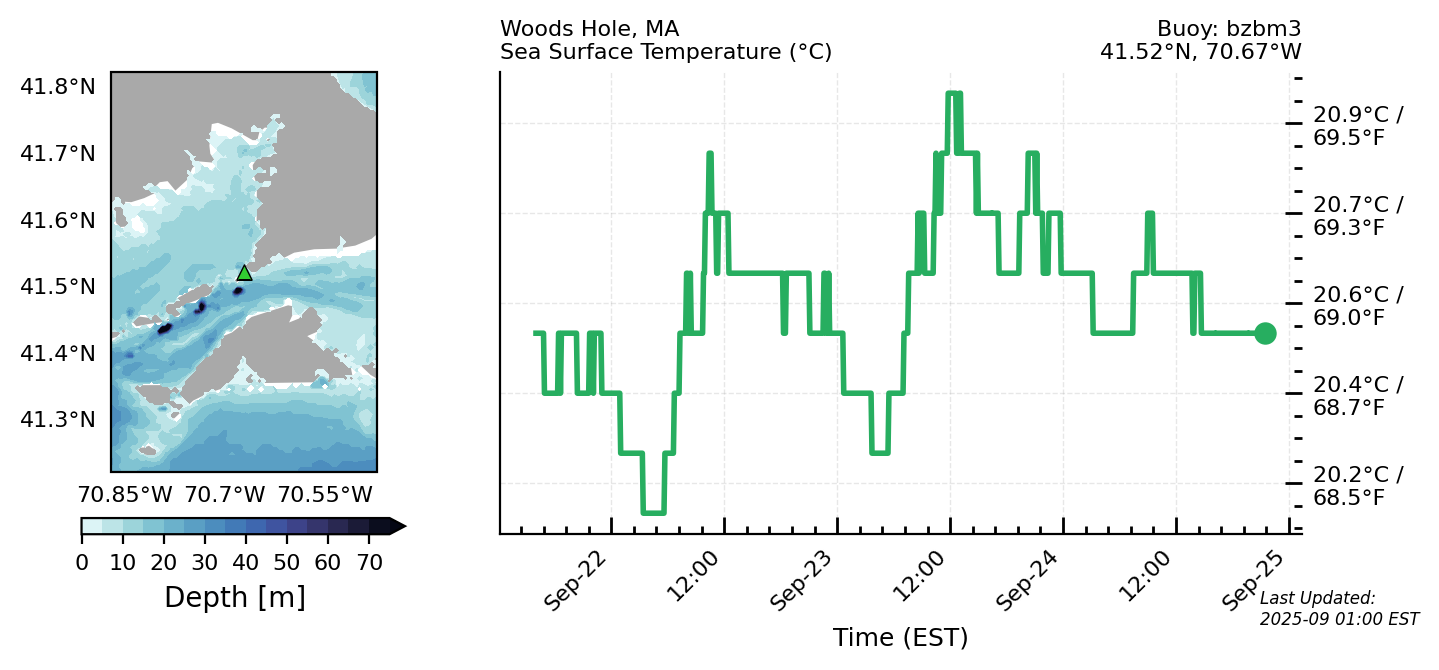 Woods Hole, MA
Sea Surface Temperature (°C)
Buoy: bzbm3
41.52°N, 70.67°W
41.8°N
41.7°N
41.6°N
41.5°N
41.4°N
41.3°N
70.85°W 70.7°W 70.55°W
0 10 20 30 40 50 60 70
Depth [m]
20.9°C /
69.5°F
20.7°C /
69.3°F
20.6°C /
69.0°F
20.4°C /
68.7°F
20.2°C /
68.5°F
Sep-22
12:00
Sep-23
12:00
Sep-24
12:00
Sep-25
Time (EST)
Last Updated:
2025-09 01:00 EST